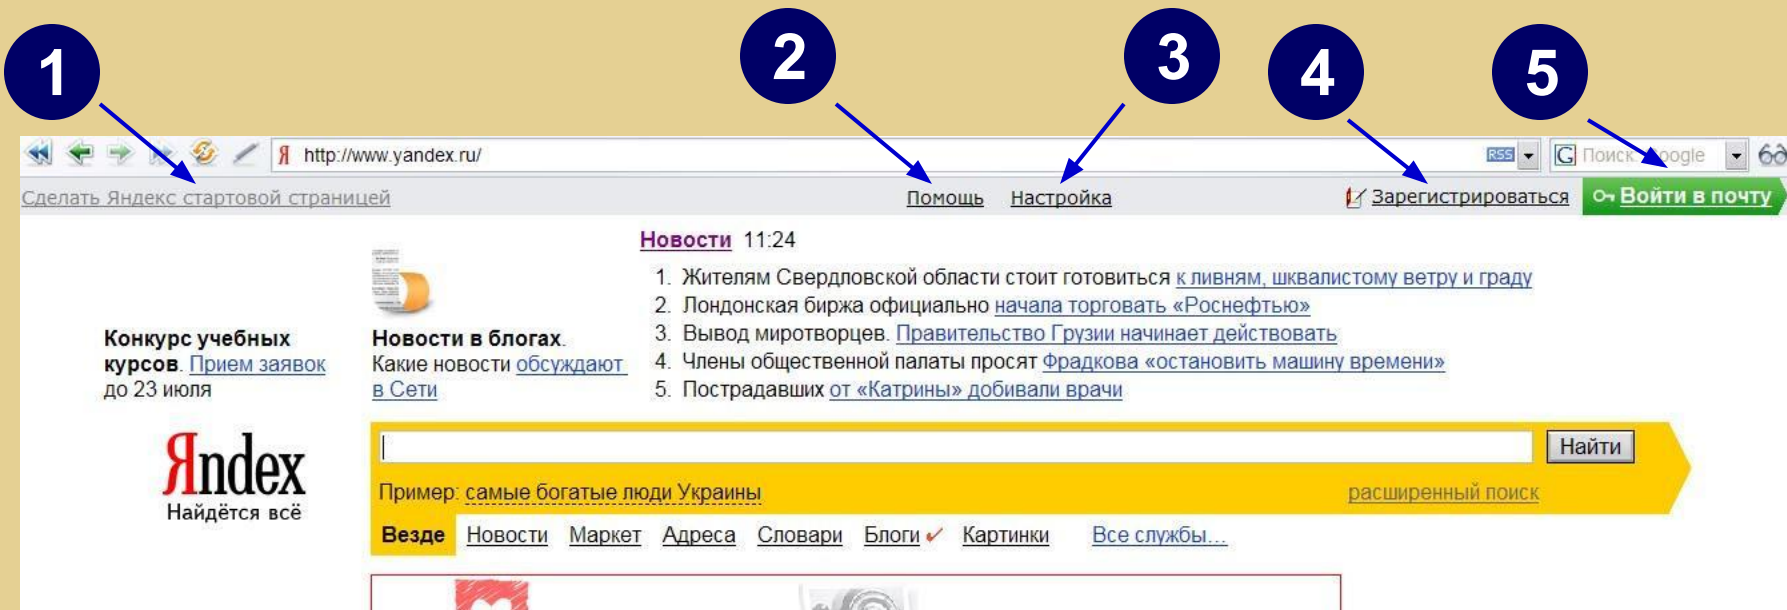 1 2 3 4 5
http://www.yandex.ru/ RSS G Поиск: Google
Сделать Яндекс стартовой страницей Помощь Настройка Зарегистрироваться Войти в почту
Новости 11:24
1. Жителям Свердловской области стоит готовиться к ливням, шквалистому ветру и граду
2. Лондонская биржа официально начала торговать «Роснефтью»
3. Вывод миротворцев. Правительство Грузии начинает действовать
4. Члены общественной палаты просят Фрадкова «остановить машину времени»
5. Пострадавших от «Катрины» добивали врачи
Конкурс учебных
курсов. Прием заявок
до 23 июля
Новости в блогах.
Какие новости обсуждают
в Сети
Яndex
Найдётся всё
Найти
Пример: самые богатые люди Украины расширенный поиск
Везде Новости Маркет Адреса Словари Блоги Картинки Все службы...